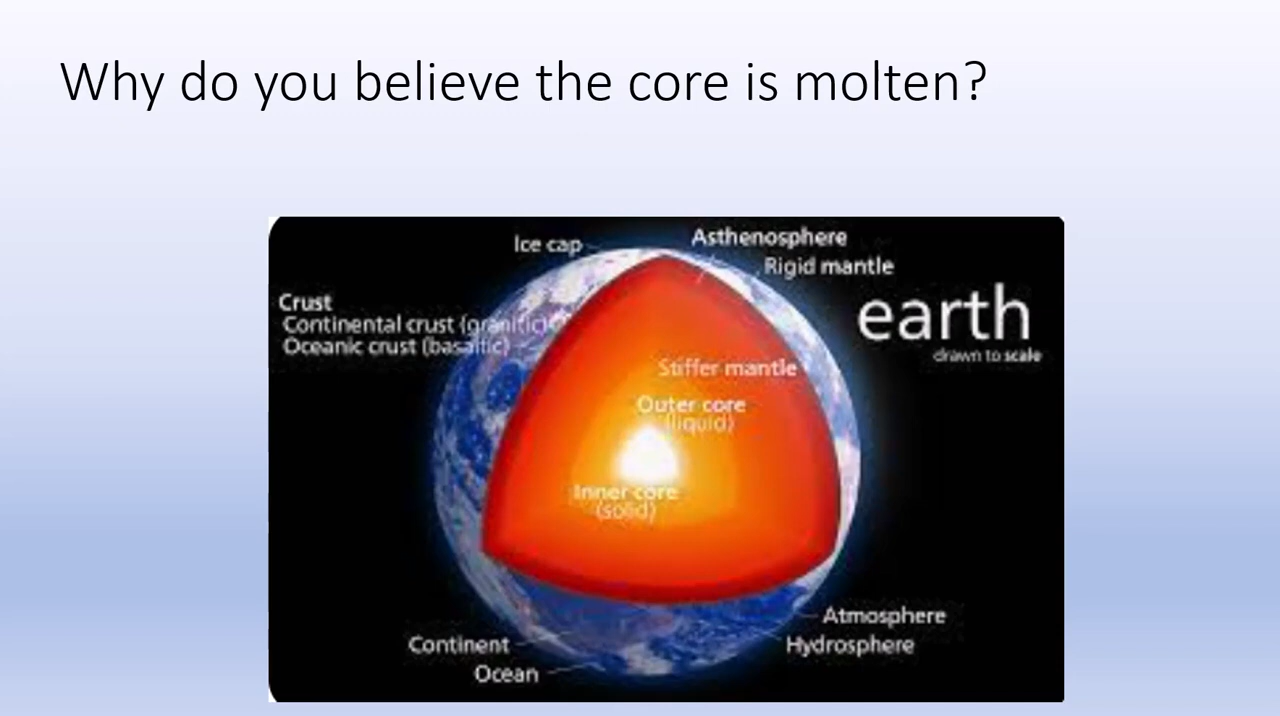 Why do you believe the core is molten?
Ice cap
Asthenosphere
Rigid mantle
Crust
Continental crust (granitic)
Oceanic crust (basaltic)
earth
drawn to scale
Stiffer mantle
Outer core
(liquid)
Inner core
(solid)
Atmosphere
Continent
Hydrosphere
Ocean